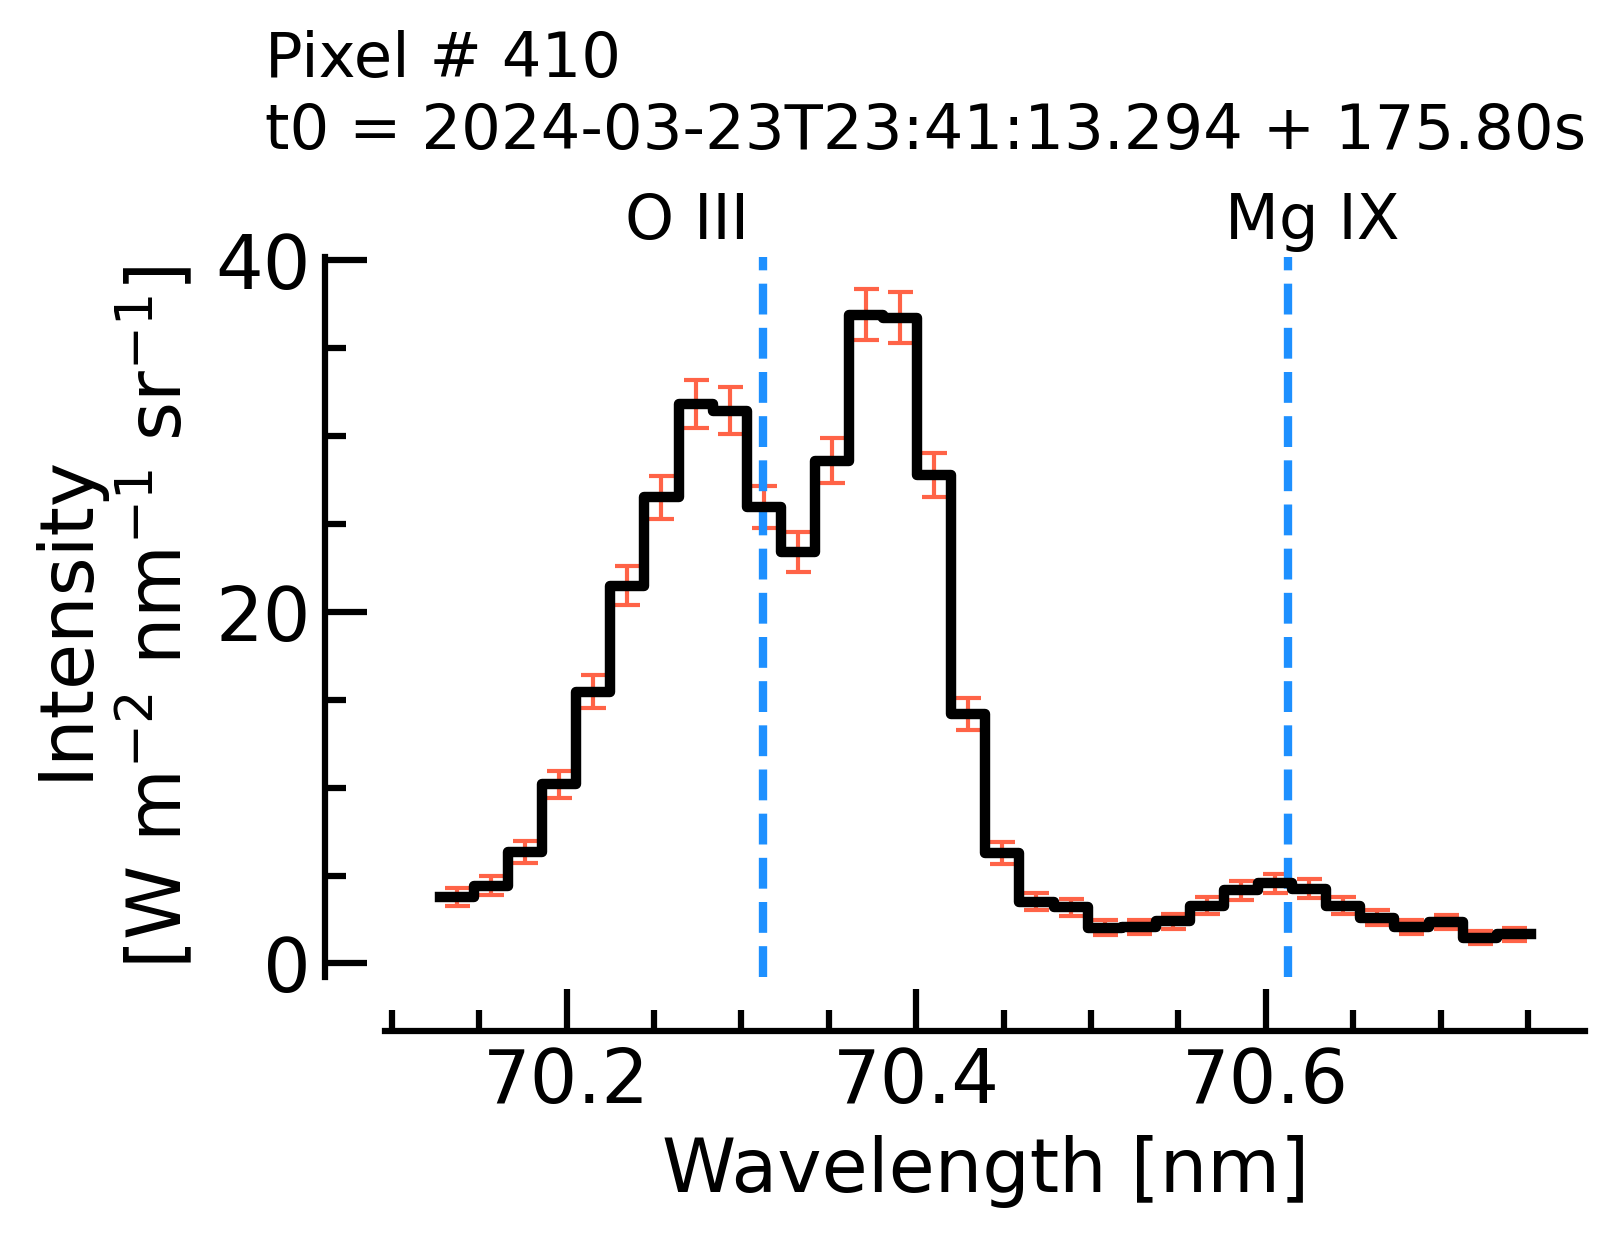 Pixel # 410
t0 = 2024-03-23T23:41:13.294 + 175.80s
O III
Mg IX
40
20
0
Intensity
[W m⁻² nm⁻¹ sr⁻¹]
70.2
70.4
70.6
Wavelength [nm]